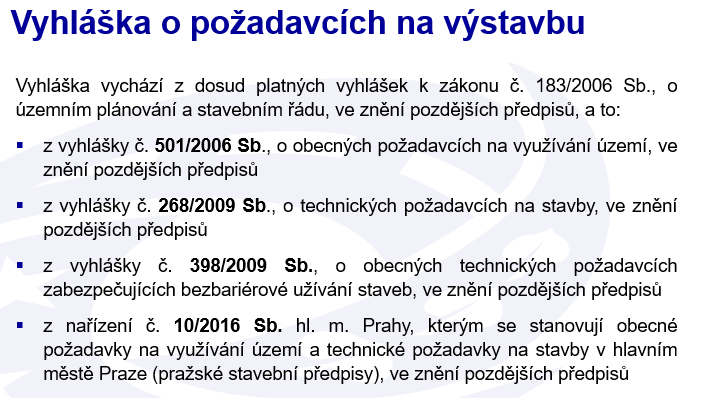 Vyhláška o požadavcích na výstavbu
Vyhláška vychází z dosud platných vyhlášek k zákonu č. 183/2006 Sb., o
územním plánování a stavebním řádu, ve znění pozdějších předpisů, a to:
▪ z vyhlášky č. 501/2006 Sb., o obecných požadavcích na využívání území, ve
znění pozdějších předpisů
▪ z vyhlášky č. 268/2009 Sb., o technických požadavcích na stavby, ve znění
pozdějších předpisů
▪ z vyhlášky č. 398/2009 Sb., o obecných technických požadavcích
zabezpečujících bezbariérové užívání staveb, ve znění pozdějších předpisů
▪ z nařízení č. 10/2016 Sb. hl. m. Prahy, kterým se stanovují obecné
požadavky na využívání území a technické požadavky na stavby v hlavním
městě Praze (pražské stavební předpisy), ve znění pozdějších předpisů